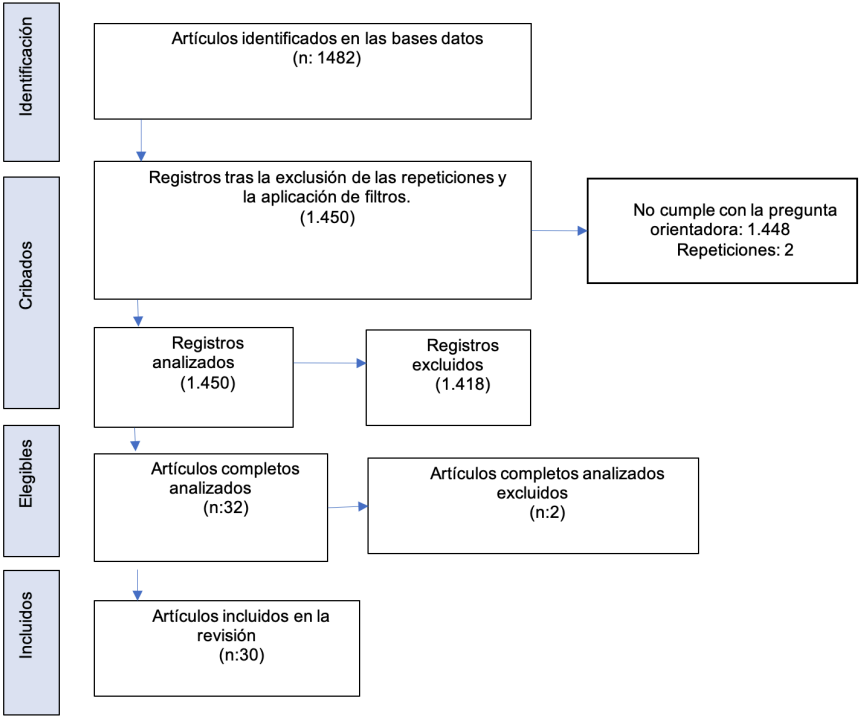 Identificación
Artículos identificados en las bases datos
(n: 1482)
Cribados
Registros tras la exclusión de las repeticiones y
la aplicación de filtros.
(1.450)
No cumple con la pregunta
orientadora: 1.448
Repeticiones: 2
Registros
analizados
(1.450)
Registros
excluidos
(1.418)
Elegibles
Artículos completos
analizados
(n:32)
Artículos completos analizados
excluidos
(n:2)
Incluidos
Artículos incluidos en la
revisión
(n:30)